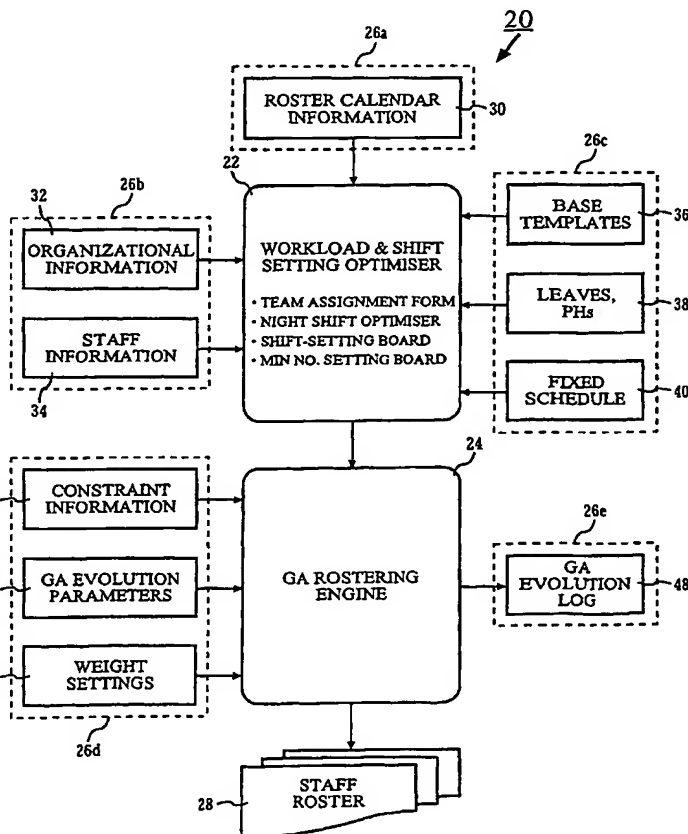 20
26a
ROSTER CALENDAR
INFORMATION
30
22
26b
32
ORGANIZATIONAL
INFORMATION
STAFF
INFORMATION
34
WORKLOAD & SHIFT
SETTING OPTIMISER
• TEAM ASSIGNMENT FORM
• NIGHT SHIFT OPTIMISER
• SHIFT-SETTING BOARD
• MIN NO. SETTING BOARD
26c
BASE
TEMPLATES
36
LEAVES,
PHs
38
FIXED
SCHEDULE
40
24
CONSTRAINT
INFORMATION
GA EVOLUTION
PARAMETERS
WEIGHT
SETTINGS
26d
GA ROSTERING
ENGINE
26e
GA
EVOLUTION
LOG
48
STAFF
ROSTER
28